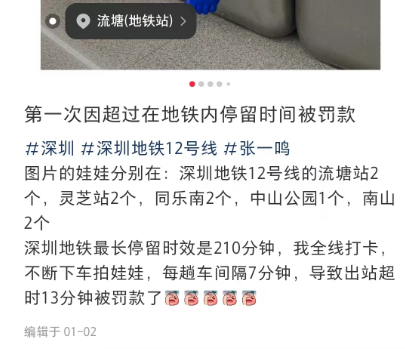 流塘(地铁站) >
第一次因超过在地铁内停留时间被罚款
#深圳 #深圳地铁12号线 #张一鸣
图片的娃娃分别在：深圳地铁12号线的流塘站2
个，灵芝站2个，同乐南2个，中山公园1个，南山
2个
深圳地铁最长停留时效是210分钟，我全线打卡，
不断下车拍娃娃，每趟车间隔7分钟，导致出站超
时13分钟被罚款了
编辑于 01-02